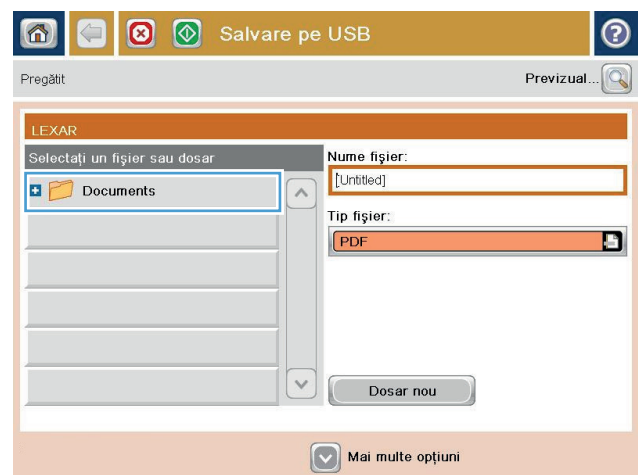 Salvare pe USB
Pregătit
Previzual...
LEXAR
Selectați un fișier sau dosar
Documents
Nume fișier:
[Untitled]
Tip fișier:
PDF
Dosar nou
Mai multe opțiuni